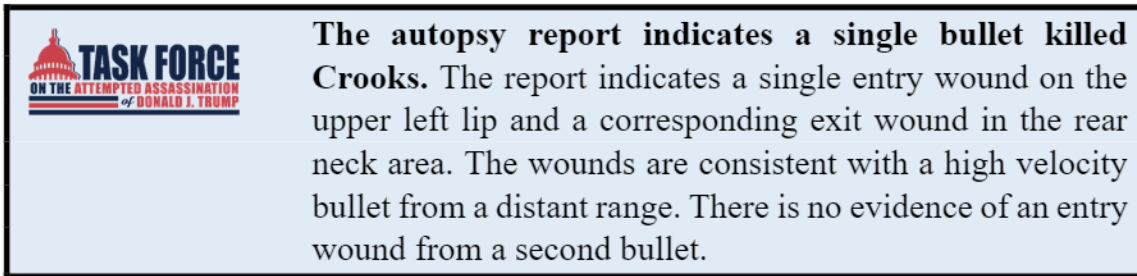 TASK FORCE
ON THE ATTEMPTED ASSASSINATION
of DONALD J. TRUMP
The autopsy report indicates a single bullet killed
Crooks. The report indicates a single entry wound on the
upper left lip and a corresponding exit wound in the rear
neck area. The wounds are consistent with a high velocity
bullet from a distant range. There is no evidence of an entry
wound from a second bullet.